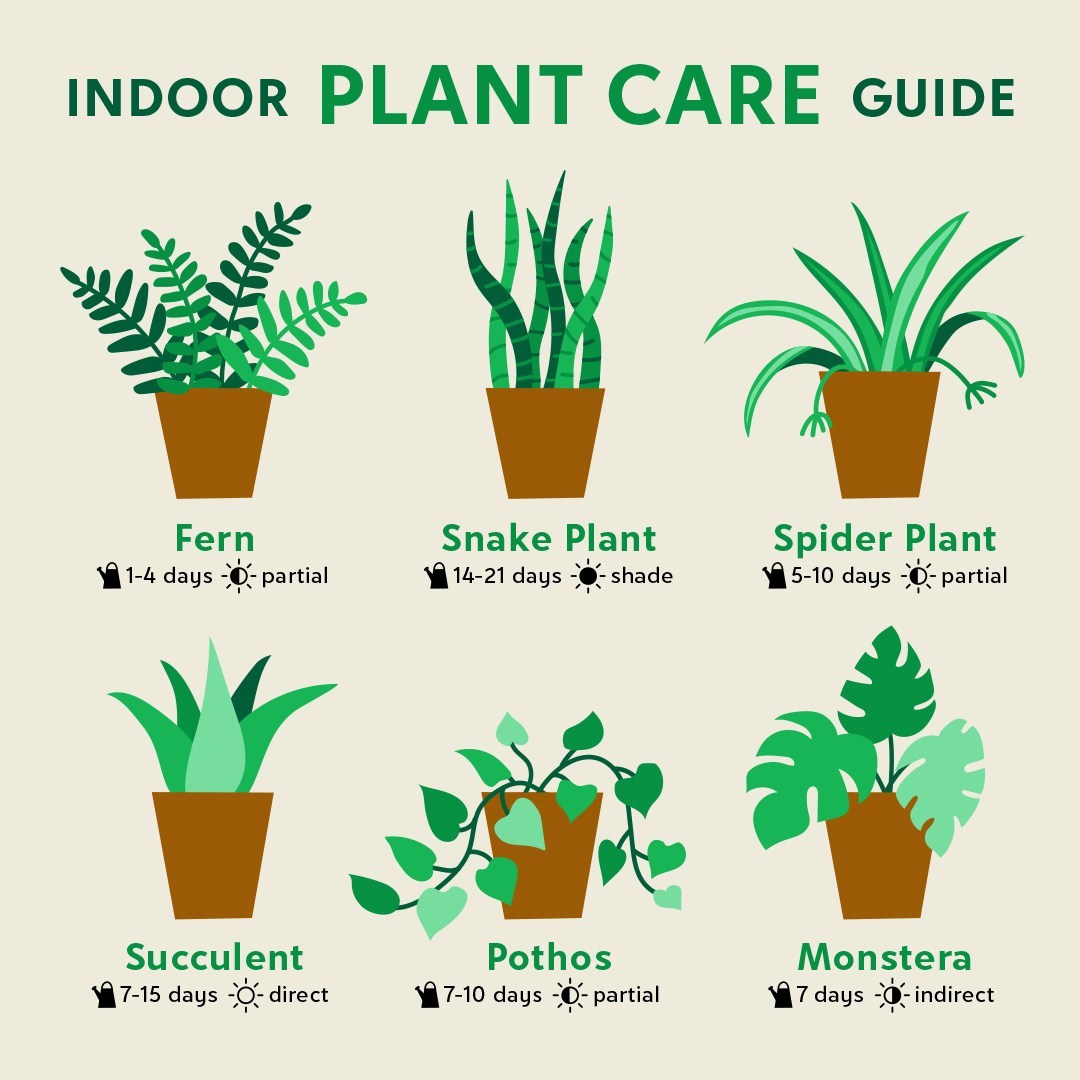 INDOOR PLANT CARE GUIDE
Fern
1-4 days partial
Snake Plant
14-21 days shade
Spider Plant
5-10 days partial
Succulent
7-15 days direct
Pothos
7-10 days partial
Monstera
7 days indirect